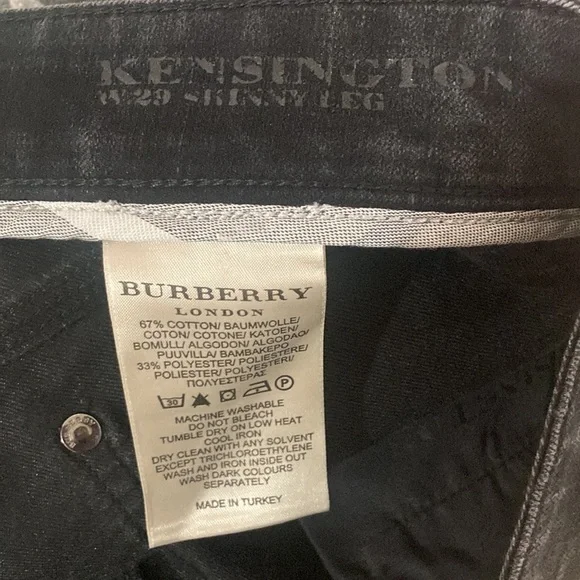 KENSINGTON
W29 SKINNY LEG
BURBERRY
LONDON
67% COTTON/ BAUMWOLLE/
COTON/ COTONE/ KATOEN/
BOMULL/ ALGODON/ ALGODAO/
PUUVILLA/ ΒΑΜΒΑΚΕΡΟ
33% POLYESTER/ POLIESTERE/
POLIESTER/ POLYESTER/
ΠΟΛΥΕΣΤΕΡΑΣ
30 P
MACHINE WASHABLE
DO NOT BLEACH
TUMBLE DRY ON LOW HEAT
COOL IRON
DRY CLEAN WITH ANY SOLVENT
EXCEPT TRICHLOROETHYLENE
WASH AND IRON INSIDE OUT
WASH DARK COLOURS
SEPARATELY
MADE IN TURKEY